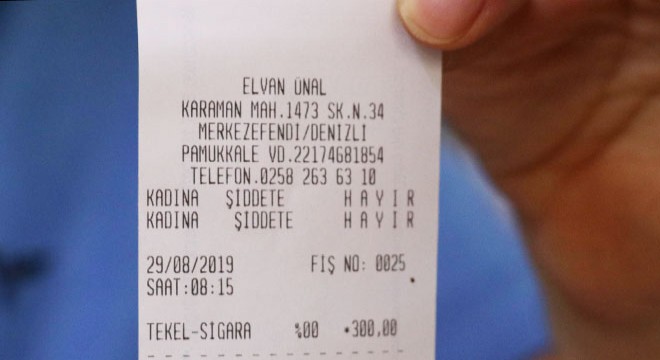 ELVAN ÜNAL
KARAMAN MAH.1473 SK.N.34
MERKEZEFENDİ/DENİZLİ
PAMUKKALE VD.22174681854
TELEFON.0258 263 63 10
KADINA ŞİDDETE H A Y I R
KADINA ŞİDDETE H A Y I R
29/08/2019 FİŞ NO: 0025
SAAT:08:15
TEKEL-SİGARA %00 *300,00